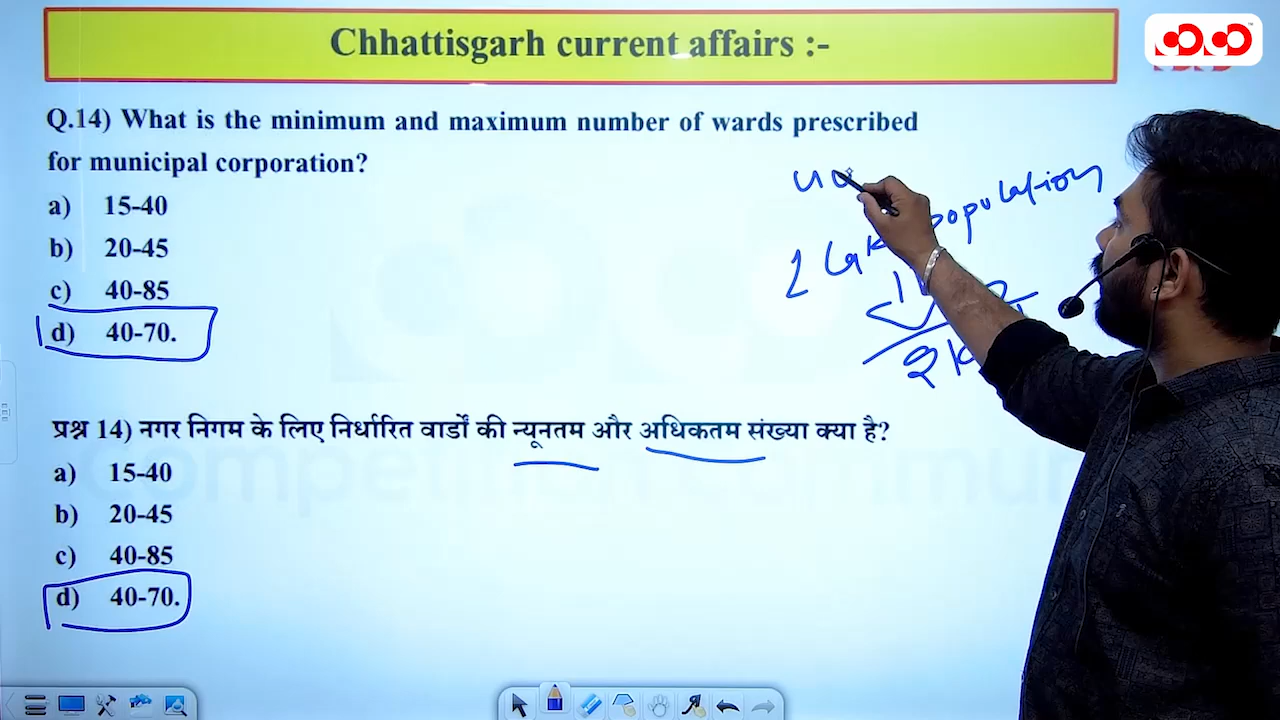 Chhattisgarh current affairs :-
Q.14) What is the minimum and maximum number of wards prescribed
for municipal corporation?
a) 15-40
b) 20-45
c) 40-85
d) 40-70.
population
प्रश्न 14) नगर निगम के लिए निर्धारित वार्डों की न्यूनतम और अधिकतम संख्या क्या है?
a) 15-40
b) 20-45
c) 40-85
d) 40-70.